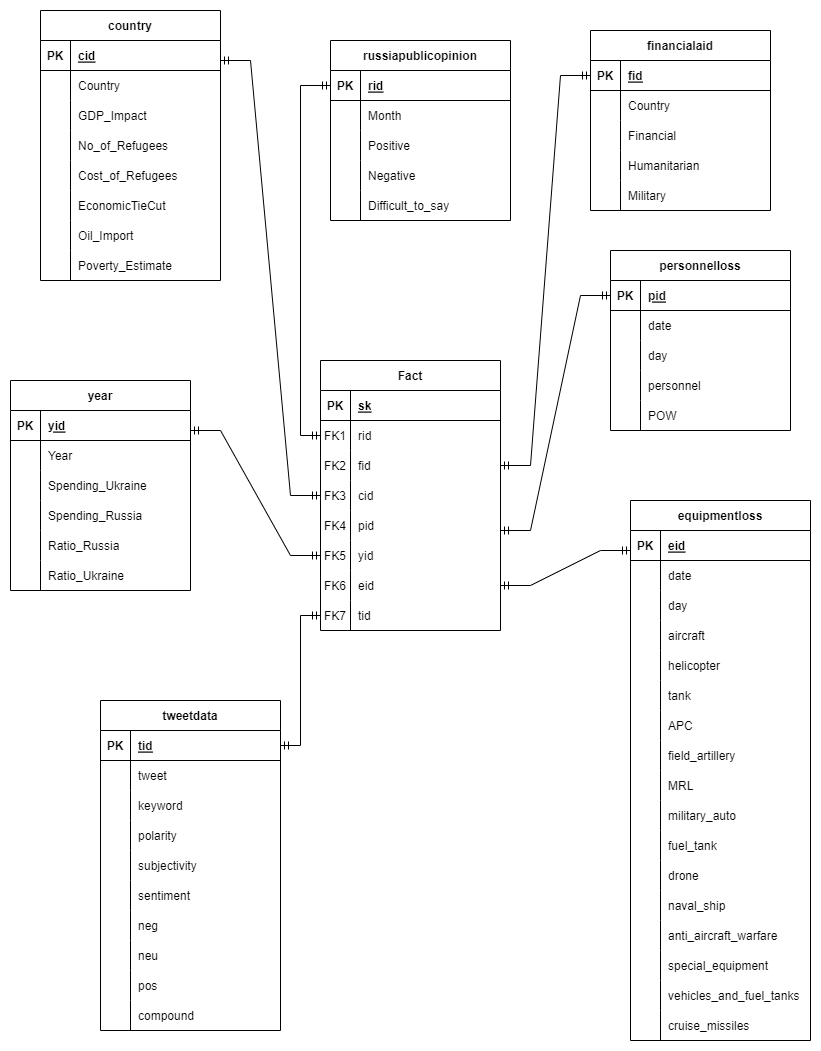 country
PK cid
Country
GDP_Impact
No_of_Refugees
Cost_of_Refugees
EconomicTieCut
Oil_Import
Poverty_Estimate
russiapublicopinion
PK rid
Month
Positive
Negative
Difficult_to_say
financialaid
PK fid
Country
Financial
Humanitarian
Military
personnelloss
PK pid
date
day
personnel
POW
year
PK yid
Year
Spending_Ukraine
Spending_Russia
Ratio_Russia
Ratio_Ukraine
Fact
PK sk
FK1 rid
FK2 fid
FK3 cid
FK4 pid
FK5 yid
FK6 eid
FK7 tid
equipmentloss
PK eid
date
day
aircraft
helicopter
tank
APC
field_artillery
MRL
military_auto
fuel_tank
drone
naval_ship
anti_aircraft_warfare
special_equipment
vehicles_and_fuel_tanks
cruise_missiles
tweetdata
PK tid
tweet
keyword
polarity
subjectivity
sentiment
neg
neu
pos
compound